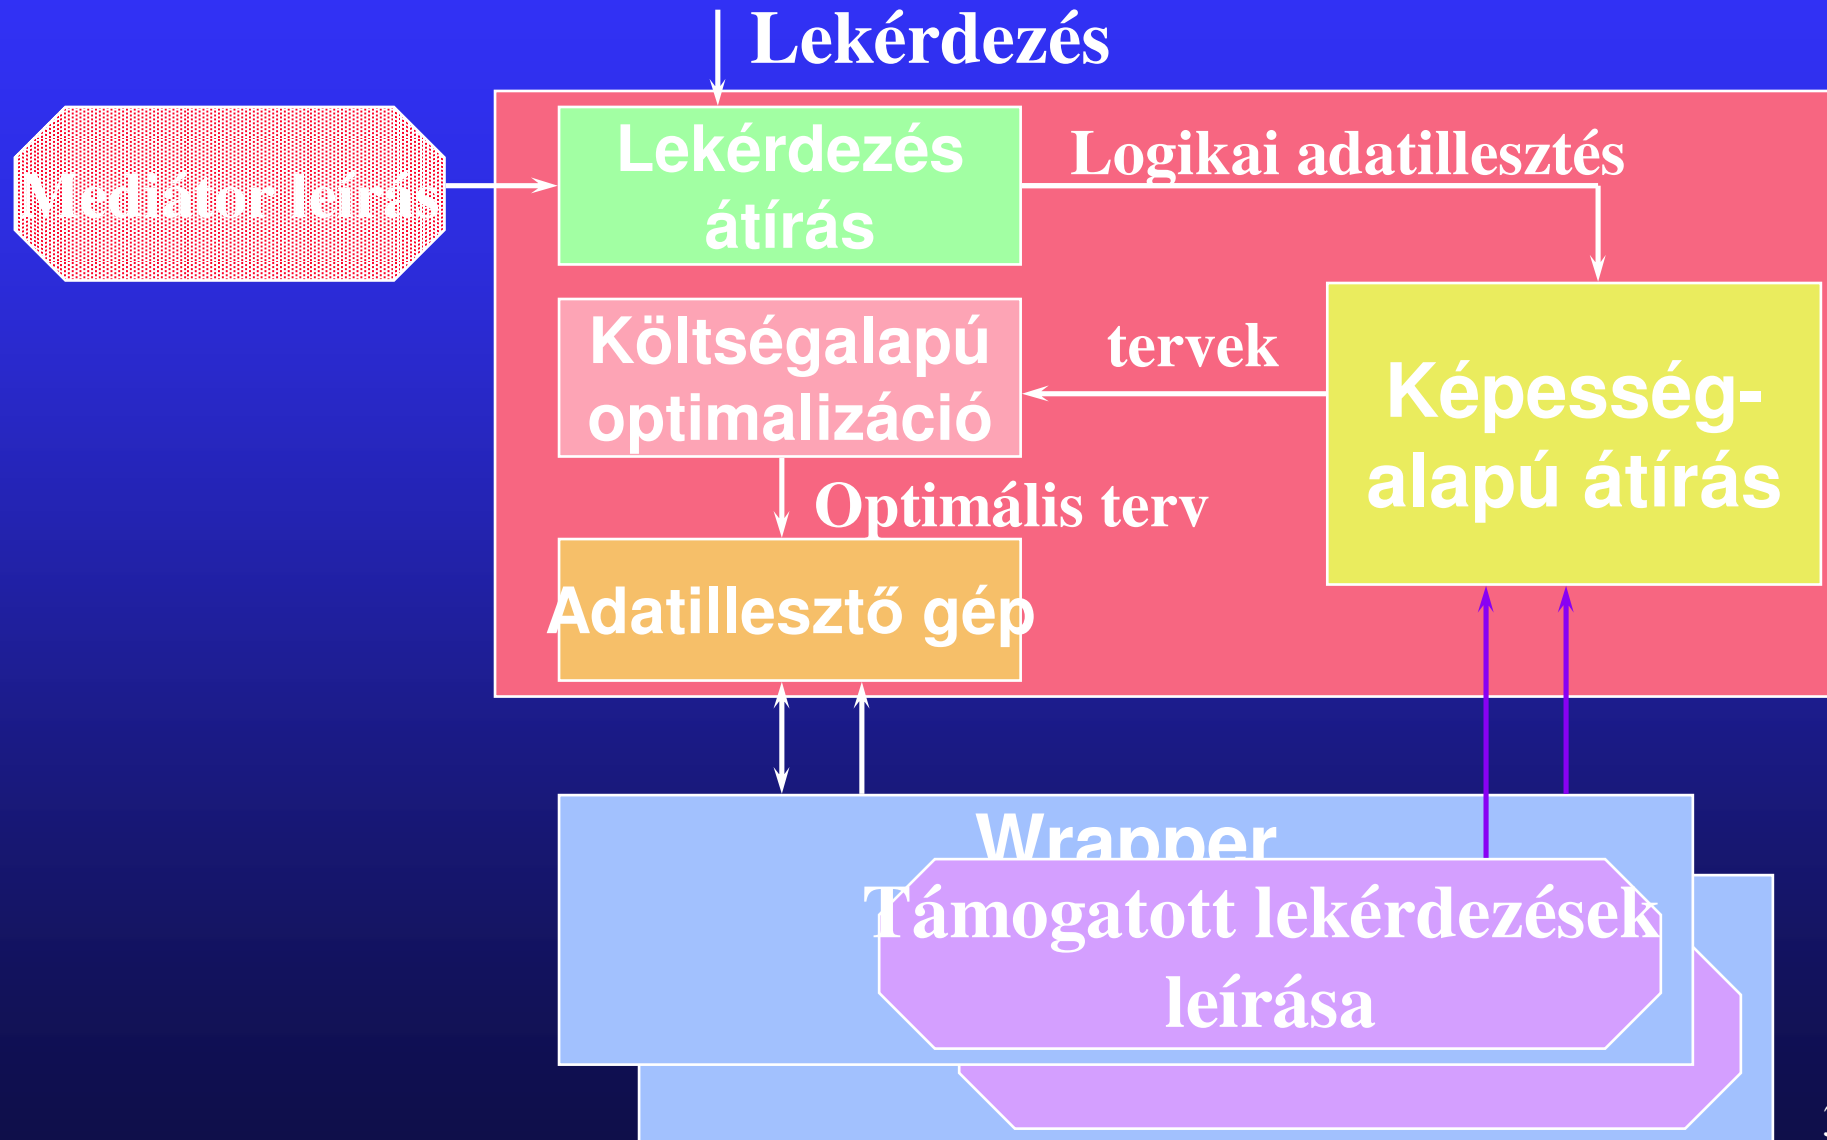 Lekérdezés
Mediátor leírás
Lekérdezés
átírás
Logikai adatillesztés
Költségalapú
optimalizáció
tervek
Képesség-
alapú átírás
Optimális terv
Adatillesztő gép
Wrapper
Támogatott lekérdezések
leírása